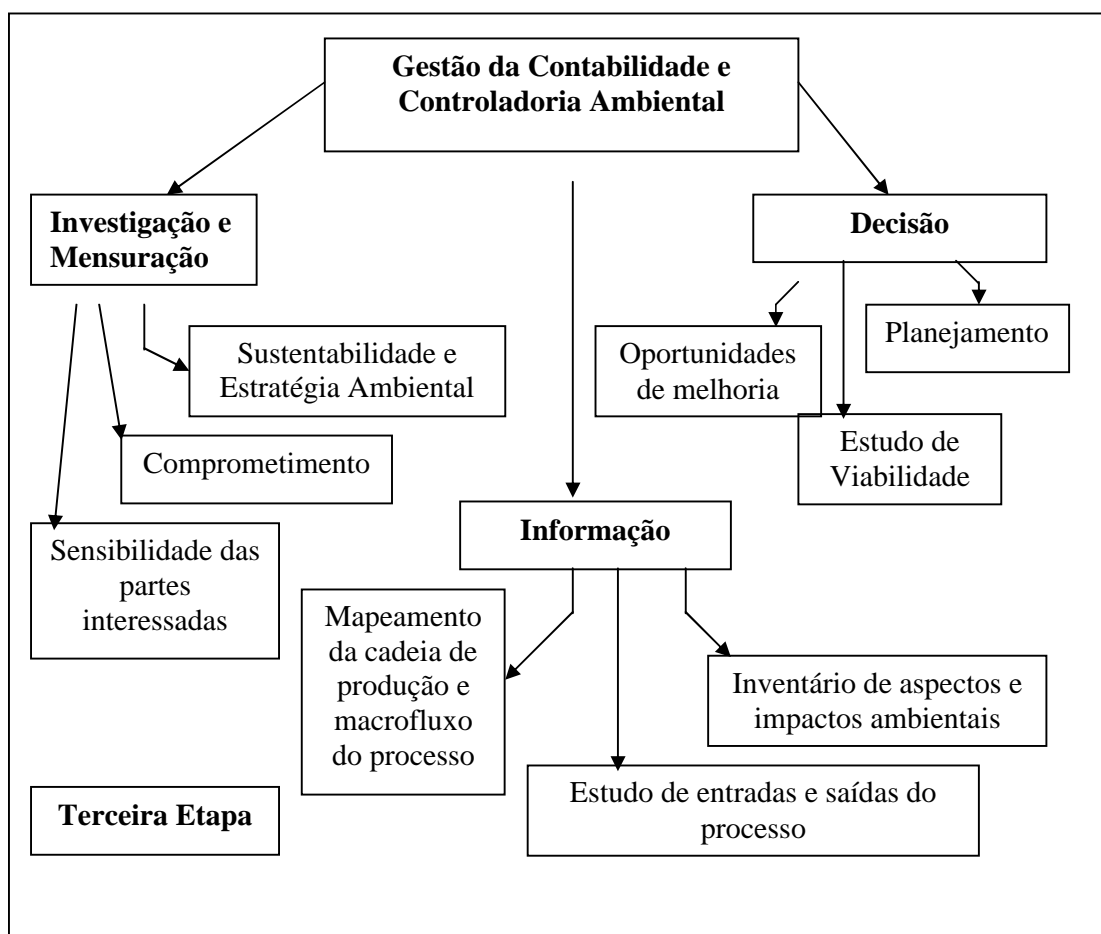 Gestão da Contabilidade e
Controladoria Ambiental
Investigação e
Mensuração
Decisão
Sustentabilidade e
Estratégia Ambiental
Oportunidades
de melhoria
Planejamento
Comprometimento
Estudo de
Viabilidade
Sensibilidade das
partes
interessadas
Informação
Mapeamento
da cadeia de
produção e
macrofluxo
do processo
Inventário de aspectos e
impactos ambientais
Estudo de entradas e saídas do
processo
Terceira Etapa